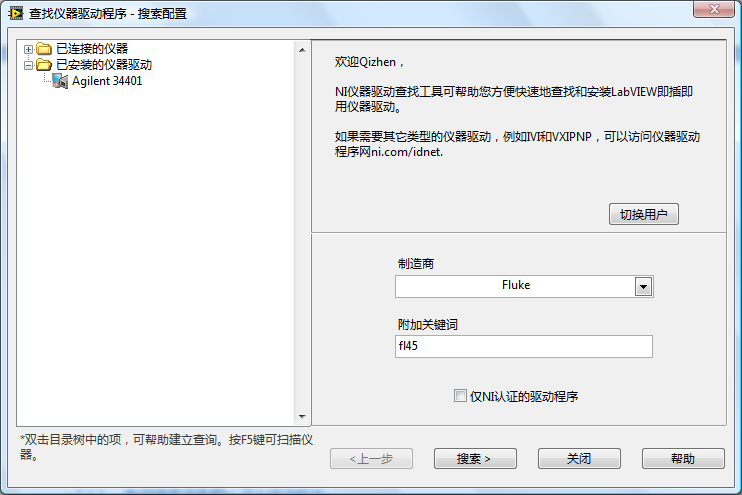 查找仪器驱动程序 - 搜索配置
已连接的仪器
已安装的仪器驱动
Agilent 34401
欢迎Qizhen，
NI仪器驱动查找工具可帮助您方便快速地查找和安装LabVIEW即插即
用仪器驱动。
如果需要其它类型的仪器驱动，例如IVI和VXIPNP，可以访问仪器驱动
程序网ni.com/idnet.
切换用户
制造商
Fluke
附加关键词
fl45
仅NI认证的驱动程序
*双击目录树中的项，可帮助建立查询。按F5键可扫描仪
器。
<上一步
搜索 >
关闭
帮助